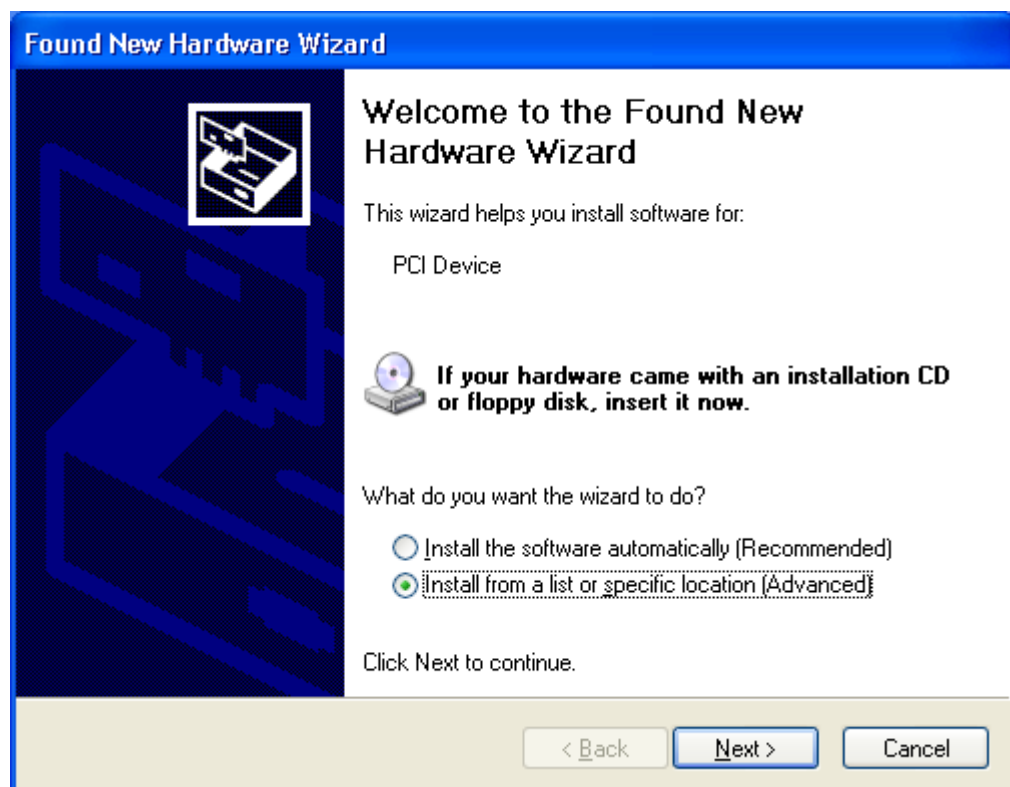 Found New Hardware Wizard
Welcome to the Found New
Hardware Wizard
This wizard helps you install software for:
PCI Device
If your hardware came with an installation CD
or floppy disk, insert it now.
What do you want the wizard to do?
Install the software automatically (Recommended)
Install from a list or specific location (Advanced)
Click Next to continue.
< Back Next > Cancel